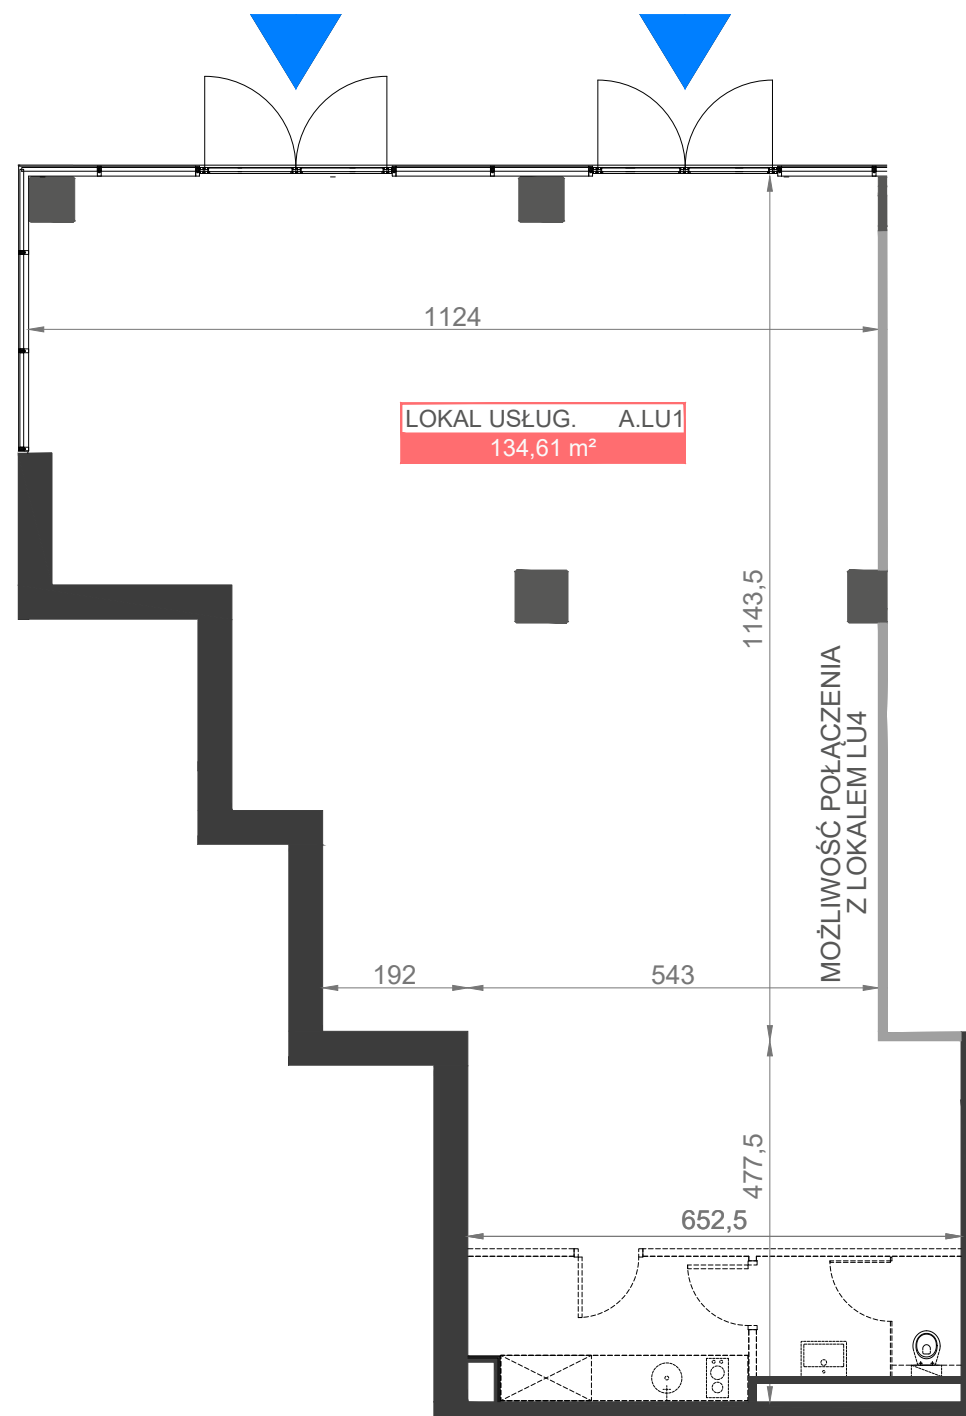 1124
LOKAL USŁUG. A.LU1
134,61 m²
1143,5
MOŻLIWOŚĆ POŁĄCZENIA
Z LOKALEM LU4
192
543
477,5
652,5